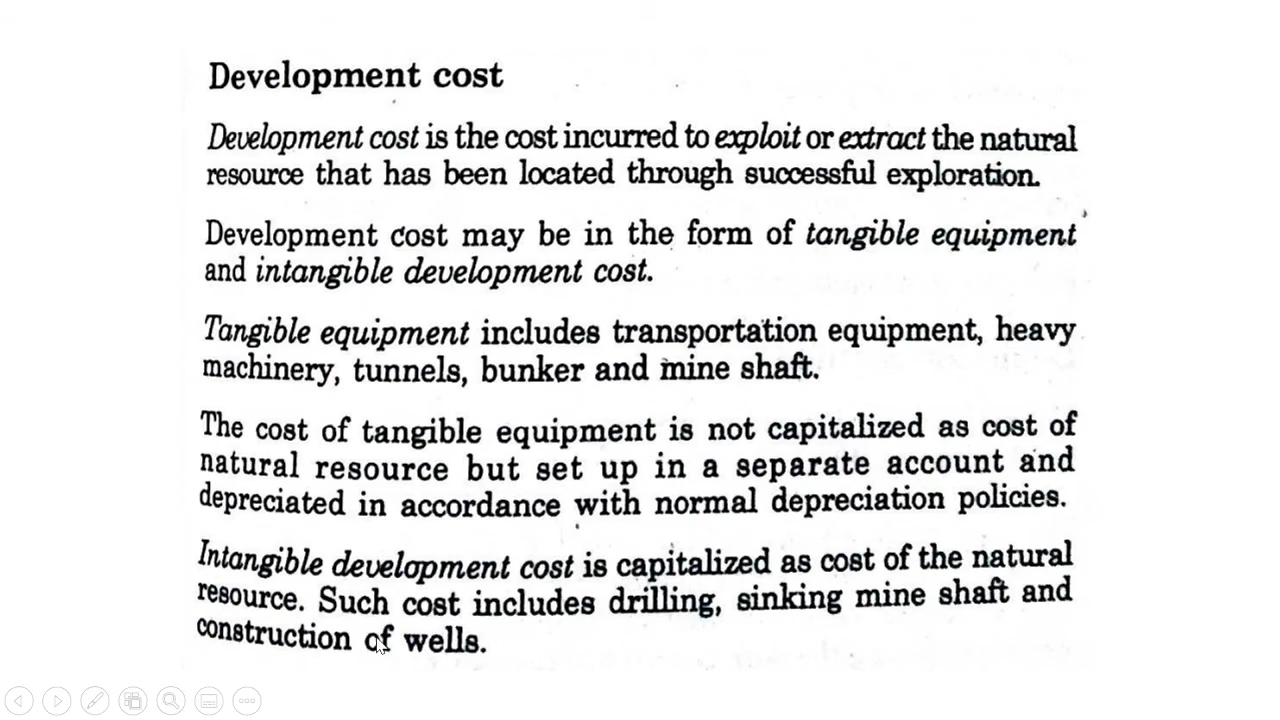 Development cost
Development cost is the cost incurred to exploit or extract the natural
resource that has been located through successful exploration.
Development cost may be in the form of tangible equipment
and intangible development cost.
Tangible equipment includes transportation equipment, heavy
machinery, tunnels, bunker and mine shaft.
The cost of tangible equipment is not capitalized as cost of
natural resource but set up in a separate account and
depreciated in accordance with normal depreciation policies.
Intangible development cost is capitalized as cost of the natural
resource. Such cost includes drilling, sinking mine shaft and
construction of wells.